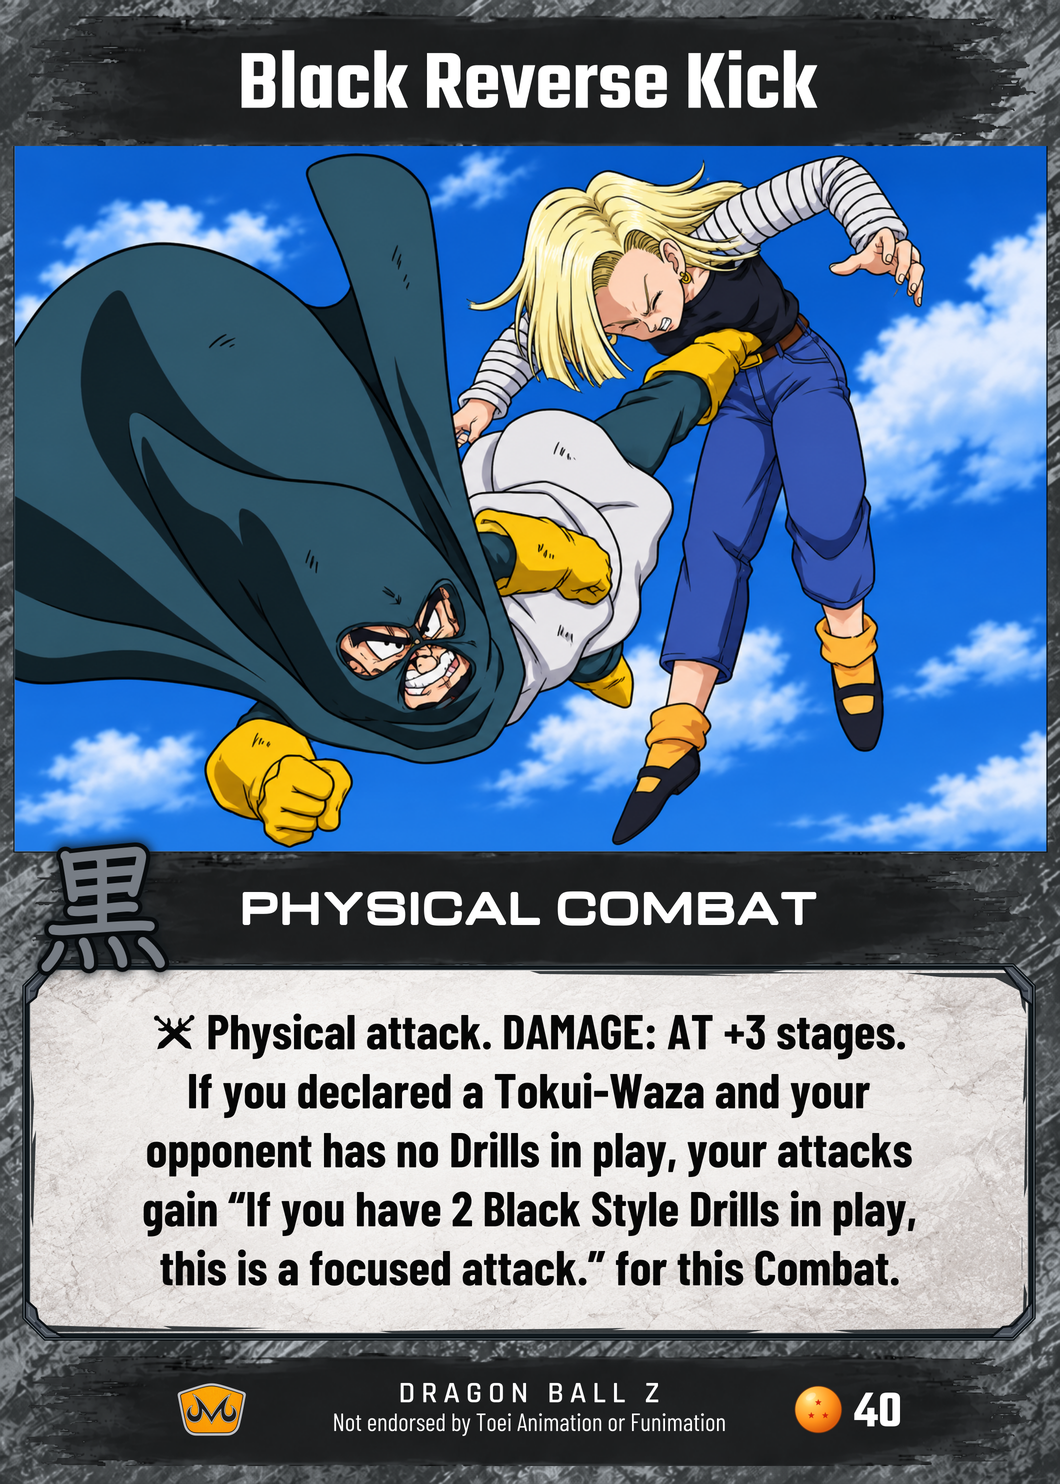 Black Reverse Kick
黒
PHYSICAL COMBAT
Physical attack. DAMAGE: AT +3 stages.
If you declared a Tokui-Waza and your
opponent has no Drills in play, your attacks
gain “If you have 2 Black Style Drills in play,
this is a focused attack.” for this Combat.
DRAGON BALL Z
Not endorsed by Toei Animation or Funimation
40